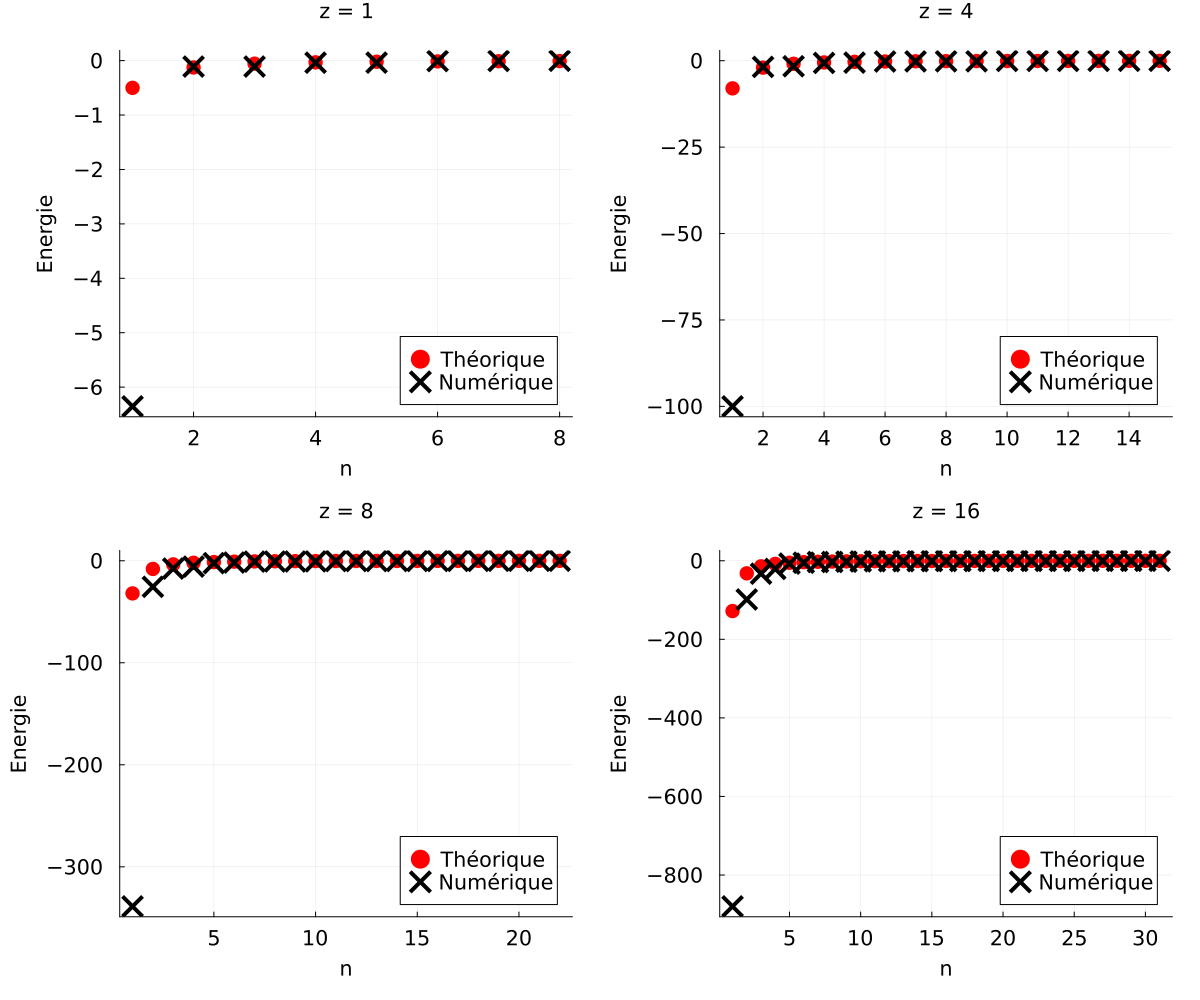 z = 1
Energie
0
−1
−2
−3
−4
−5
−6
2
4
6
8
n
Théorique
Numérique
z = 4
Energie
0
−25
−50
−75
−100
2
4
6
8
10
12
14
n
Théorique
Numérique
z = 8
Energie
0
−100
−200
−300
5
10
15
20
n
Théorique
Numérique
z = 16
Energie
0
−200
−400
−600
−800
5
10
15
20
25
30
n
Théorique
Numérique